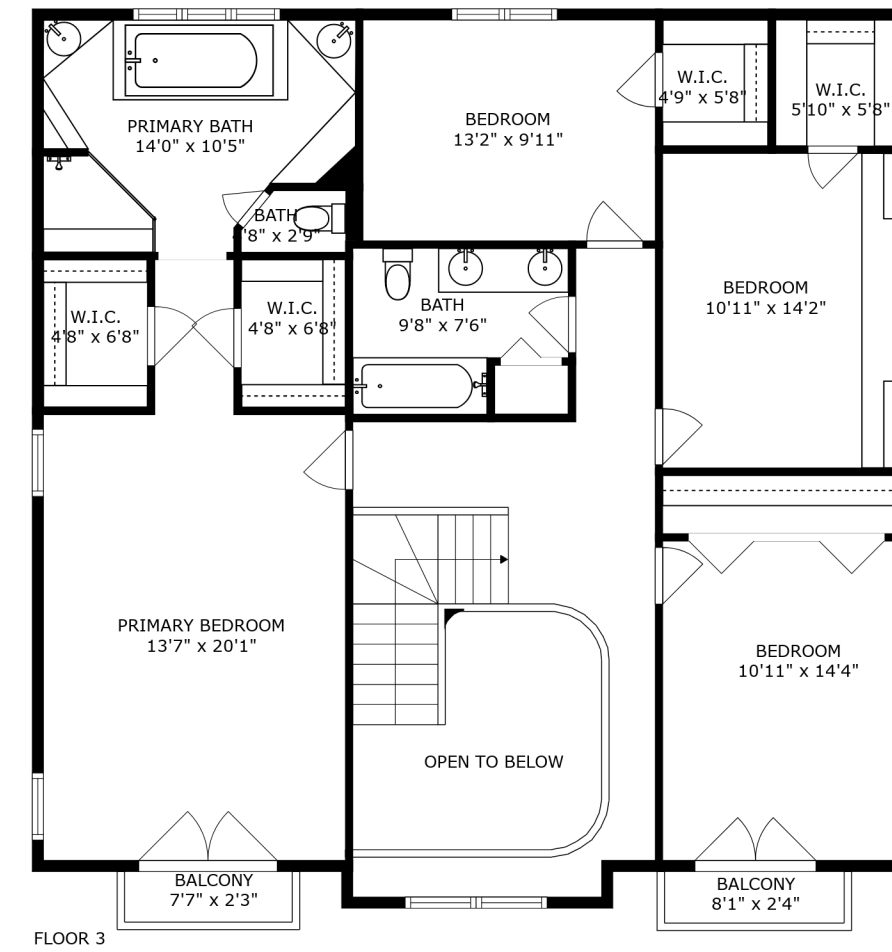 PRIMARY BATH
14'0" x 10'5"
BEDROOM
13'2" x 9'11"
W.I.C.
4'9" x 5'8"
W.I.C.
5'10" x 5'8"
BATH
'8" x 2'9"
W.I.C.
4'8" x 6'8"
W.I.C.
4'8" x 6'8"
BATH
9'8" x 7'6"
BEDROOM
10'11" x 14'2"
PRIMARY BEDROOM
13'7" x 20'1"
BEDROOM
10'11" x 14'4"
OPEN TO BELOW
BALCONY
7'7" x 2'3"
BALCONY
8'1" x 2'4"
FLOOR 3